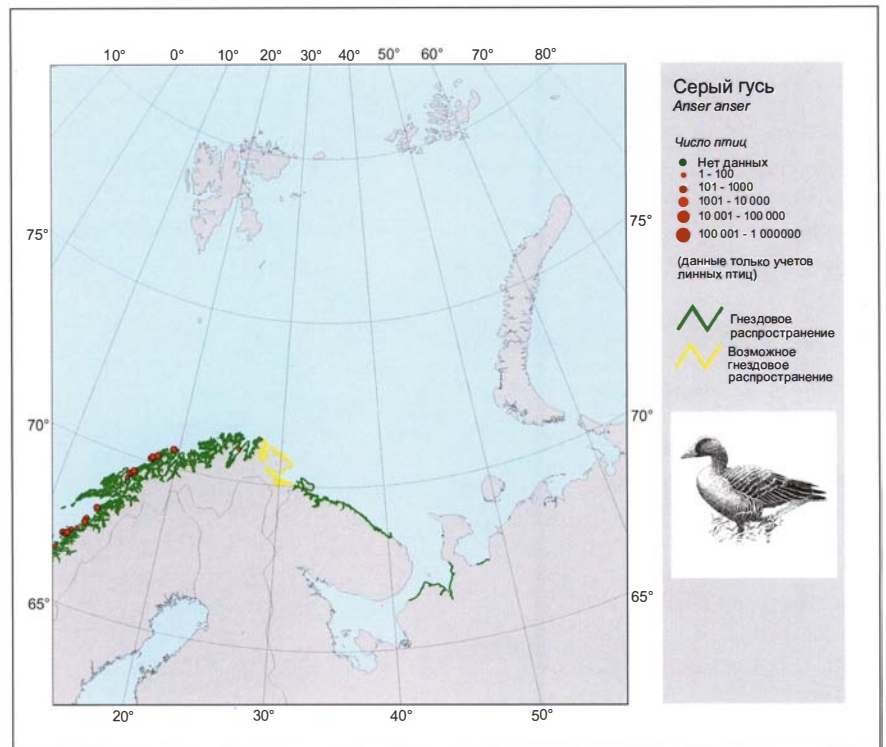 10° 0° 10° 20° 30° 40° 50° 60° 70° 80°
75° 75°
70° 70°
65° 65°
20° 30° 40° 50°
Серый гусь
Anser anser
Число птиц
Нет данных
1 - 100
101 - 1000
1001 - 10 000
10 001 - 100 000
100 001 - 1 000000
(данные только учетов
линных птиц)
Гнездовое
распространение
Возможное
гнездовое
распространение